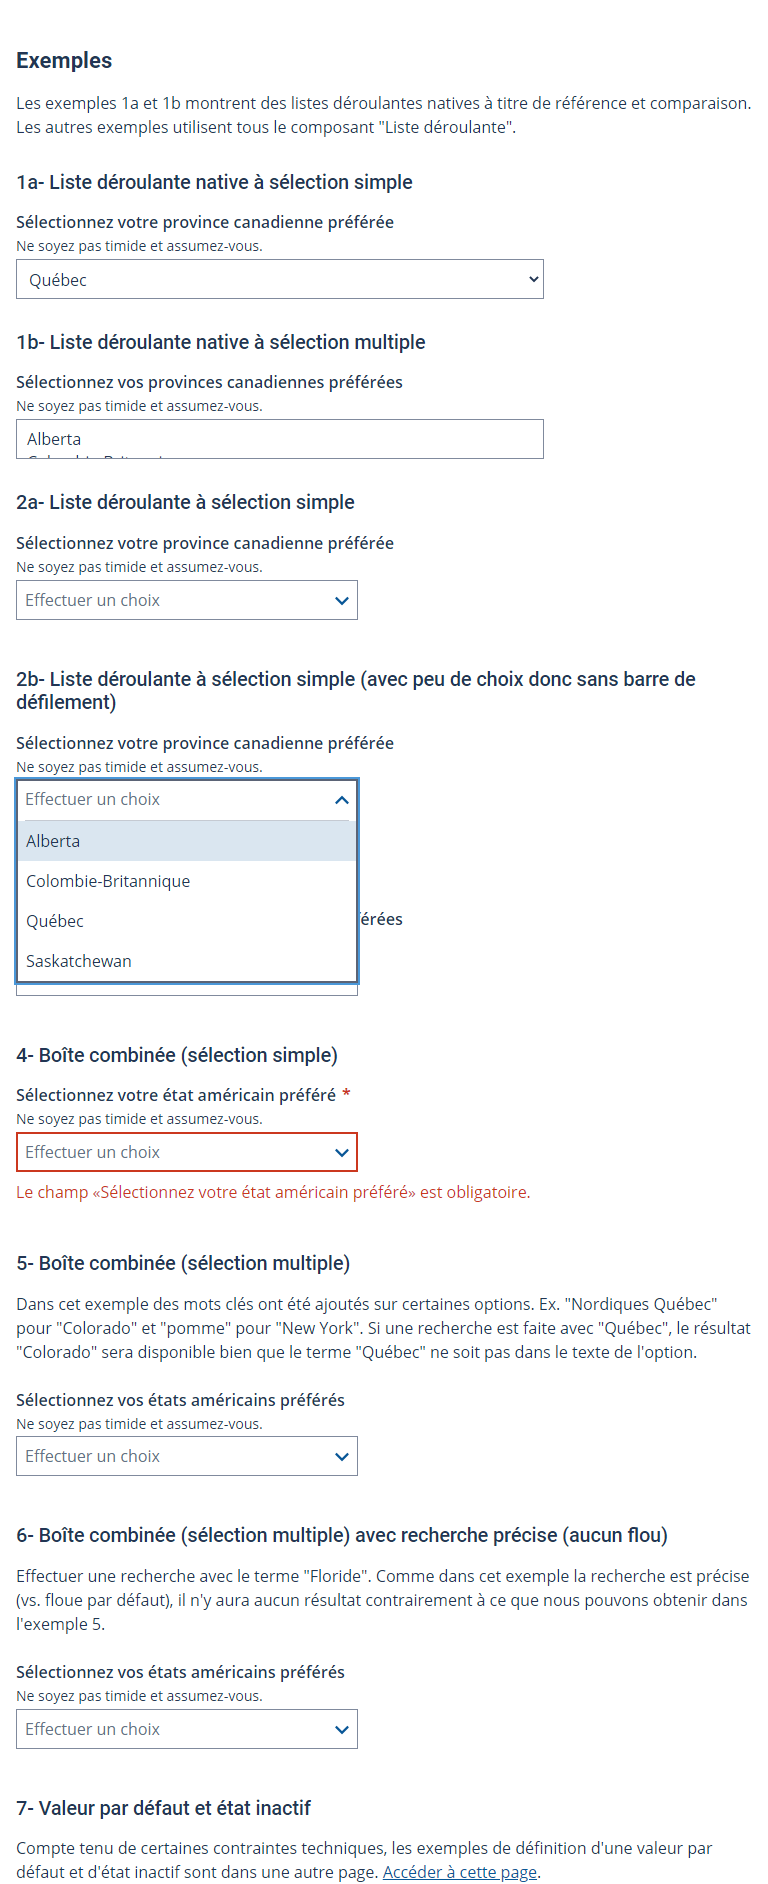 Exemples
Les exemples 1a et 1b montrent des listes déroulantes natives à titre de référence et comparaison.
Les autres exemples utilisent tous le composant "Liste déroulante".
1a- Liste déroulante native à sélection simple
Sélectionnez votre province canadienne préférée
Ne soyez pas timide et assumez-vous.
Québec
1b- Liste déroulante native à sélection multiple
Sélectionnez vos provinces canadiennes préférées
Ne soyez pas timide et assumez-vous.
Alberta
2a- Liste déroulante à sélection simple
Sélectionnez votre province canadienne préférée
Ne soyez pas timide et assumez-vous.
Effectuer un choix
2b- Liste déroulante à sélection simple (avec peu de choix donc sans barre de
défilement)
Sélectionnez votre province canadienne préférée
Ne soyez pas timide et assumez-vous.
Effectuer un choix
Alberta
Colombie-Britannique
Québec
érées
Saskatchewan
4- Boîte combinée (sélection simple)
Sélectionnez votre état américain préféré *
Ne soyez pas timide et assumez-vous.
Effectuer un choix
Le champ «Sélectionnez votre état américain préféré» est obligatoire.
5- Boîte combinée (sélection multiple)
Dans cet exemple des mots clés ont été ajoutés sur certaines options. Ex. "Nordiques Québec"
pour "Colorado" et "pomme" pour "New York". Si une recherche est faite avec "Québec", le résultat
"Colorado" sera disponible bien que le terme "Québec" ne soit pas dans le texte de l'option.
Sélectionnez vos états américains préférés
Ne soyez pas timide et assumez-vous.
Effectuer un choix
6- Boîte combinée (sélection multiple) avec recherche précise (aucun flou)
Effectuer une recherche avec le terme "Floride". Comme dans cet exemple la recherche est précise
(vs. floue par défaut), il n'y aura aucun résultat contrairement à ce que nous pouvons obtenir dans
l'exemple 5.
Sélectionnez vos états américains préférés
Ne soyez pas timide et assumez-vous.
Effectuer un choix
7- Valeur par défaut et état inactif
Compte tenu de certaines contraintes techniques, les exemples de définition d'une valeur par
défaut et d'état inactif sont dans une autre page. Accéder à cette page.